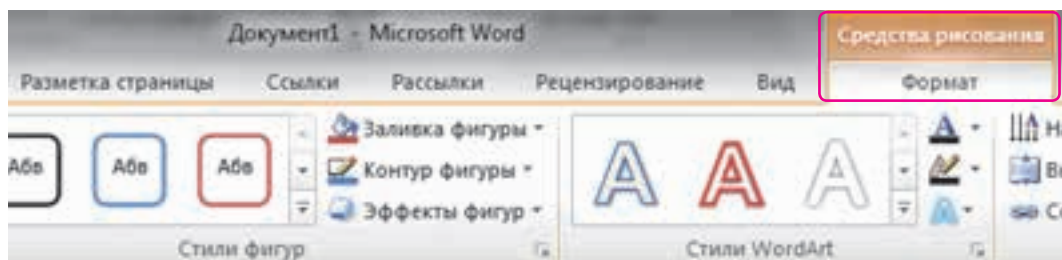 Документ1 - Microsoft Word
Средства рисования
Разметка страницы Ссылки Рассылки Рецензирование Вид Формат
Абв Абв Абв
Заливка фигуры
Контур фигуры
Эффекты фигур
A A A A
Стили фигур
Стили WordArt